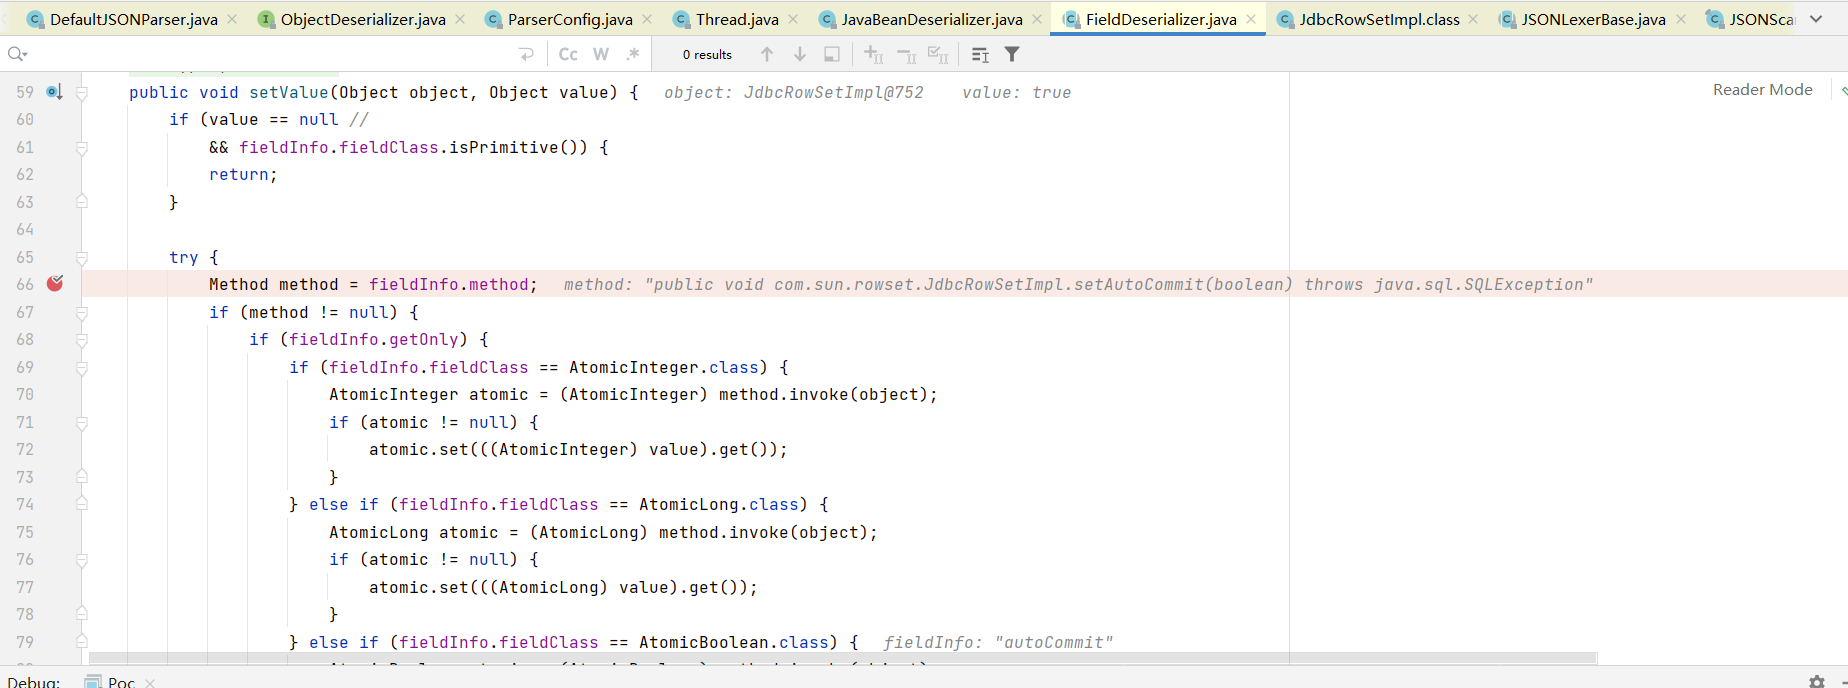 DefaultJSONParser.java ObjectDeserializer.java ParserConfig.java Thread.java JavaBeanDeserializer.java FieldDeserializer.java JdbcRowSetImpl.class JSONLexerBase.java JSONSca
Cc W .* 0 results
59 public void setValue(Object object, Object value) { object: JdbcRowSetImpl@752 value: true
Reader Mode
60 if (value == null //
61 && fieldInfo.fieldClass.isPrimitive()) {
62 return;
63 }
64
65 try {
66 Method method = fieldInfo.method; method: "public void com.sun.rowset.JdbcRowSetImpl.setAutoCommit(boolean) throws java.sql.SQLException"
67 if (method != null) {
68 if (fieldInfo.getOnly) {
69 if (fieldInfo.fieldClass == AtomicInteger.class) {
70 AtomicInteger atomic = (AtomicInteger) method.invoke(object);
71 if (atomic != null) {
72 atomic.set(((AtomicInteger) value).get());
73 }
74 } else if (fieldInfo.fieldClass == AtomicLong.class) {
75 AtomicLong atomic = (AtomicLong) method.invoke(object);
76 if (atomic != null) {
77 atomic.set(((AtomicLong) value).get());
78 }
79 } else if (fieldInfo.fieldClass == AtomicBoolean.class) { fieldInfo: "autoCommit"
Debug: Poc